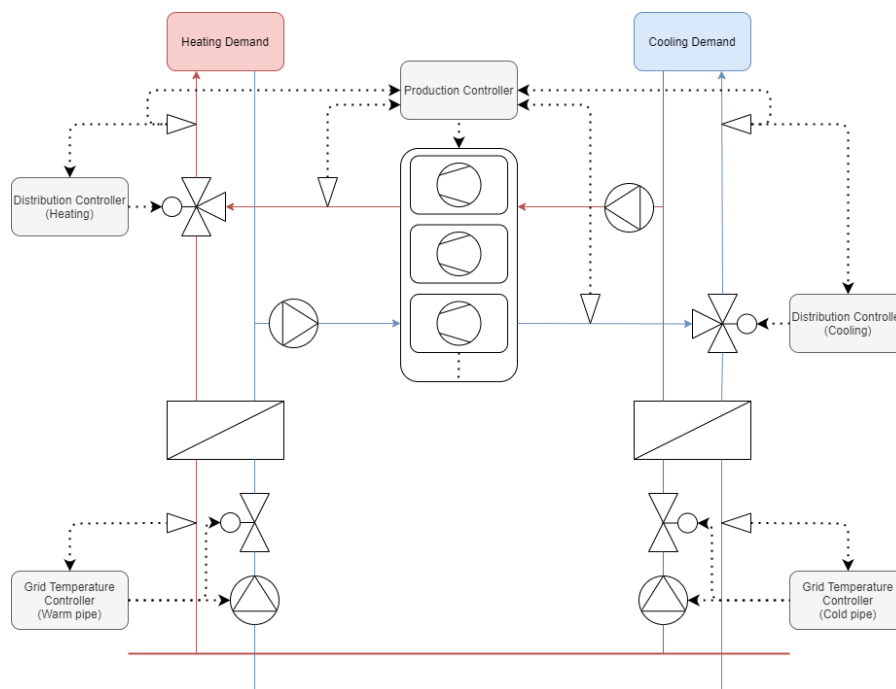 Heating Demand
Cooling Demand
Production Controller
Distribution Controller
(Heating)
Distribution Controlle
(Cooling)
Grid Temperature
Controller
(Warm pipe)
Grid Temperature
Controller
(Cold pipe)